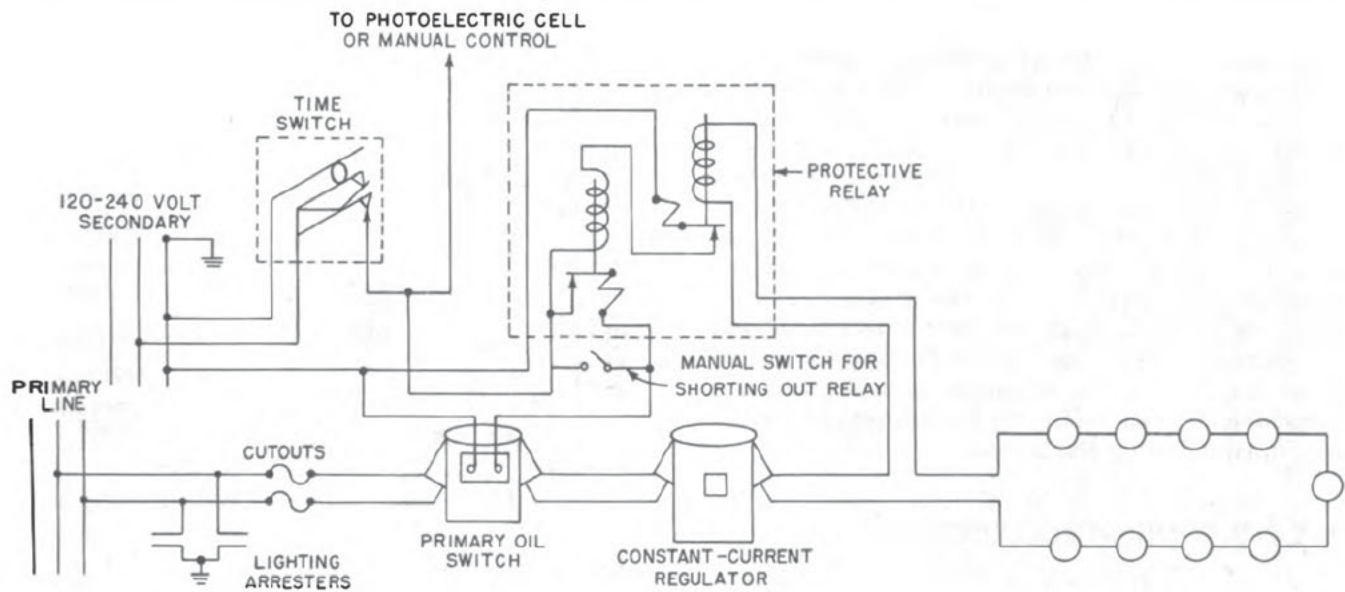 TO PHOTOELECTRIC CELL
OR MANUAL CONTROL
TIME
SWITCH
PROTECTIVE
RELAY
120-240 VOLT
SECONDARY
MANUAL SWITCH FOR
SHORTING OUT RELAY
PRIMARY
LINE
CUTOUTS
PRIMARY OIL
SWITCH
CONSTANT-CURRENT
REGULATOR
LIGHTING
ARRESTERS